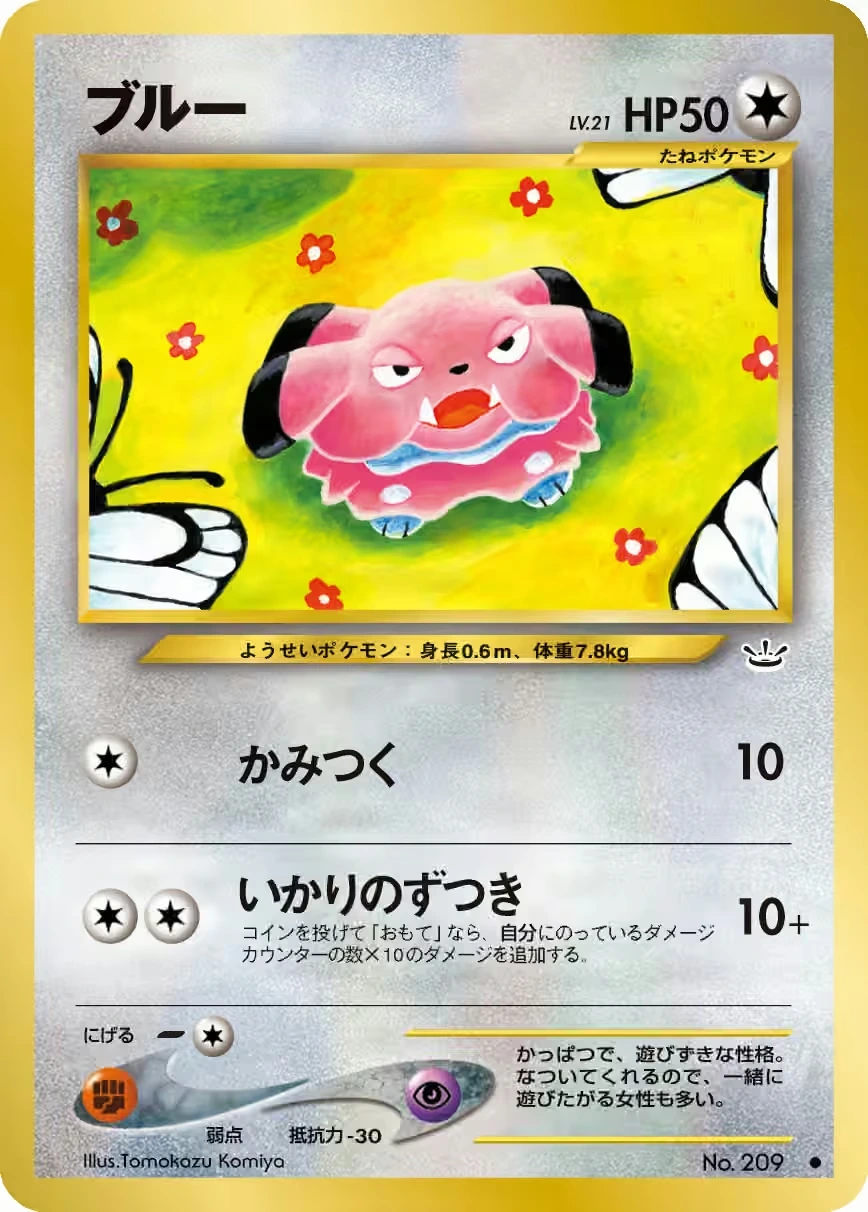 ブルー
LV.21 HP50
たねポケモン
ようせいポケモン：身長0.6m、体重7.8kg
かみつく 10
いかりのずつき 10+
コインを投げて「おもて」なら、自分にのっているダメージ
カウンターの数×10のダメージを追加する。
にげる
かっぱつで、遊びずきな性格。
なついてくれるので、一緒に
遊びたがる女性も多い。
弱点 抵抗力-30
Illus.Tomokazu Komiya
No. 209